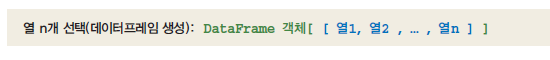 열 n개 선택(데이터프레임 생성): DataFrame 객체[ [ 열1, 열2 , … , 열n ] ]